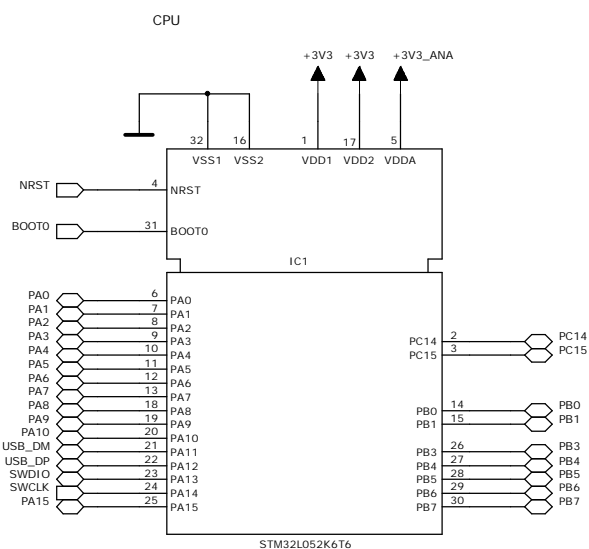 CPU
+3V3 +3V3 +3V3_ANA
32 16 1 17 5
VSS1 VSS2 VDD1 VDD2 VDDA
NRST 4 NRST
BOOT0 31 BOOT0
IC1
PA0 6 PA0
PA1 7 PA1
PA2 8 PA2
PA3 9 PA3 PC14 2 PC14
PA4 10 PA4 PC15 3 PC15
PA5 11 PA5
PA6 12 PA6
PA7 13 PA7
PA8 18 PA8 PB0 14 PB0
PA9 19 PA9 PB1 15 PB1
PA10 20 PA10
USB_DM 21 PA11 PB3 26 PB3
USB_DP 22 PA12 PB4 27 PB4
SWDIO 23 PA13 PB5 28 PB5
SWCLK 24 PA14 PB6 29 PB6
PA15 25 PA15 PB7 30 PB7
STM32L052K6T6